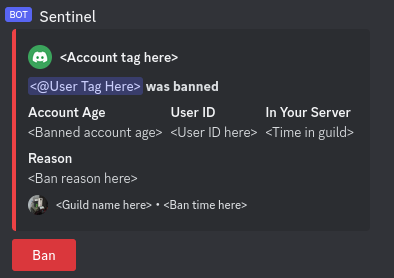 BOT Sentinel
<Account tag here>
<@User Tag Here> was banned
Account Age User ID In Your Server
<Banned account age> <User ID here> <Time in guild>
Reason
<Ban reason here>
<Guild name here> • <Ban time here>
Ban